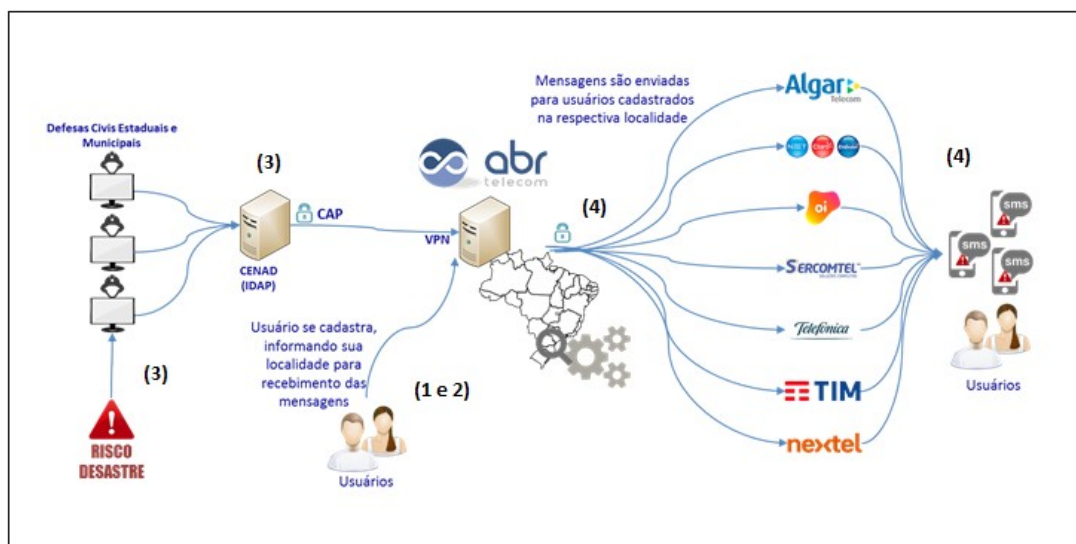 Mensagens são enviadas
para usuários cadastrados
na respectiva localidade
Algar
Telecom
Defesas Civis Estaduais e
Municipais
(3)
CAP
CENAD
(IDAP)
abr
telecom
VPN
(4)
NET Claro
oi
SERCOMTEL
Telefónica
TIM
nextel
(4)
sms
sms
sms
Usuários
Usuário se cadastra,
informando sua
localidade para
recebimento das
mensagens
(1 e 2)
Usuários
(3)
RISCO
DESASTRE